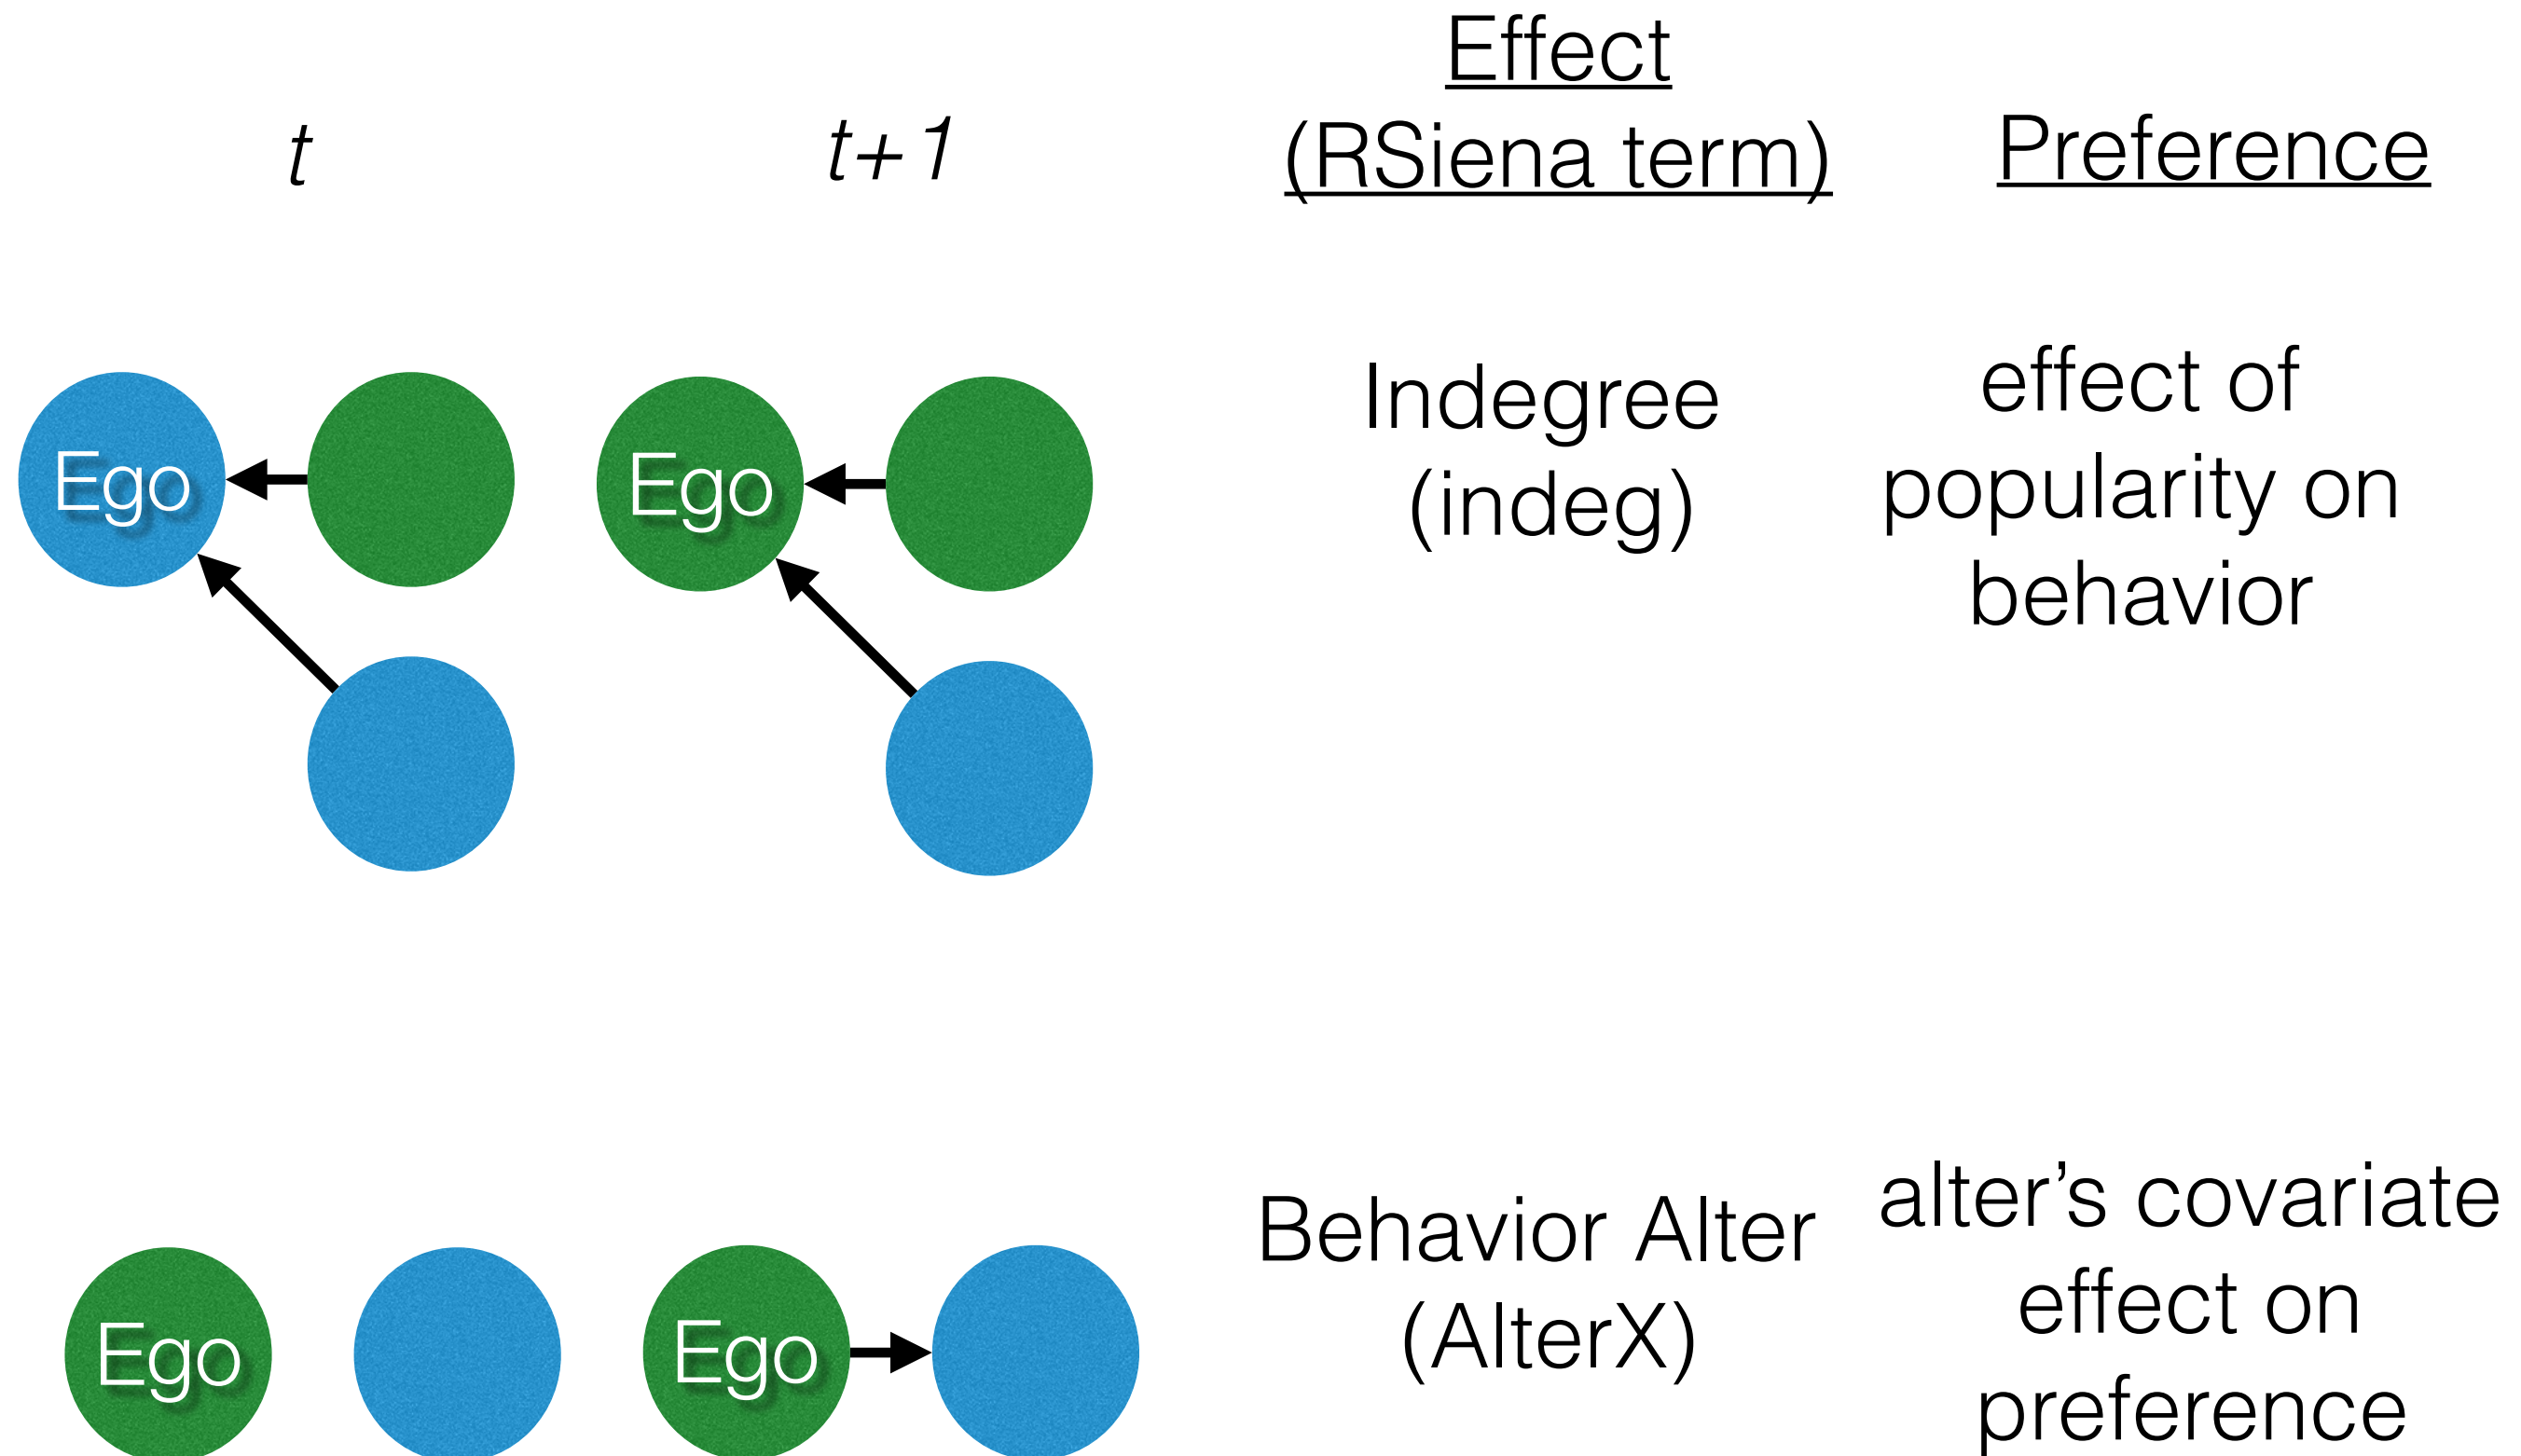 t
t+1
Effect
(RSiena term)
Preference
Ego
Ego
Indegree
(indeg)
effect of
popularity on
behavior
Ego
Ego
Behavior Alter
(AlterX)
alter’s covariate
effect on
preference